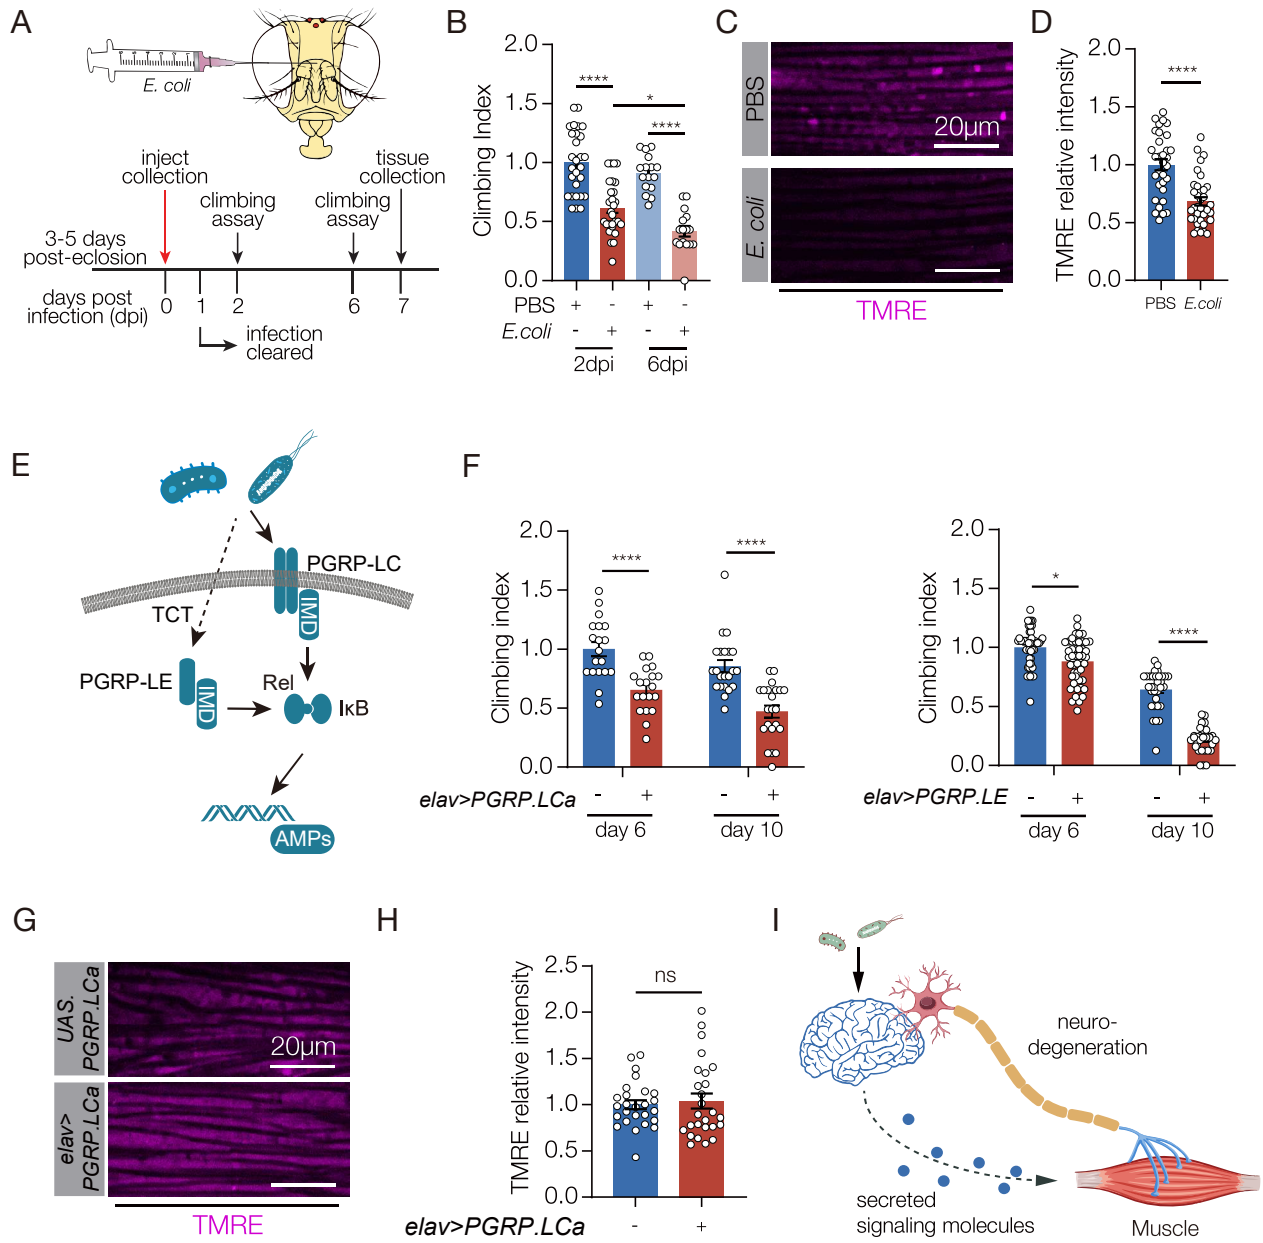 A
E. coli
inject
collection
tissue
collection
climbing
assay
climbing
assay
3-5 days
post-eclosion
days post
infection (dpi)
0
1
2
6
7
infection
cleared
B
Climbing Index
2.0
1.5
1.0
0.5
0.0
****
*
****
PBS + - + -
E.coli - + - +
2dpi 6dpi
C
PBS
20µm
E. coli
TMRE
D
TMRE relative intensity
2.0
1.5
1.0
0.5
0.0
****
PBS E.coli
E
PGRP-LC
IMD
TCT
PGRP-LE
IMD
Rel
IκB
AMPs
F
Climbing index
2.0
1.5
1.0
0.5
0.0
****
****
elav>PGRP.LCa - + - +
day 6 day 10
Climbing index
2.0
1.5
1.0
0.5
0.0
*
****
elav>PGRP.LE - + - +
day 6 day 10
G
UAS.
PGRP.LCa
20µm
elav>
PGRP.LCa
TMRE
H
TMRE relative intensity
2.5
2.0
1.5
1.0
0.5
0.0
ns
elav>PGRP.LCa - +
I
neuro-
degeneration
secreted
signaling molecules
Muscle